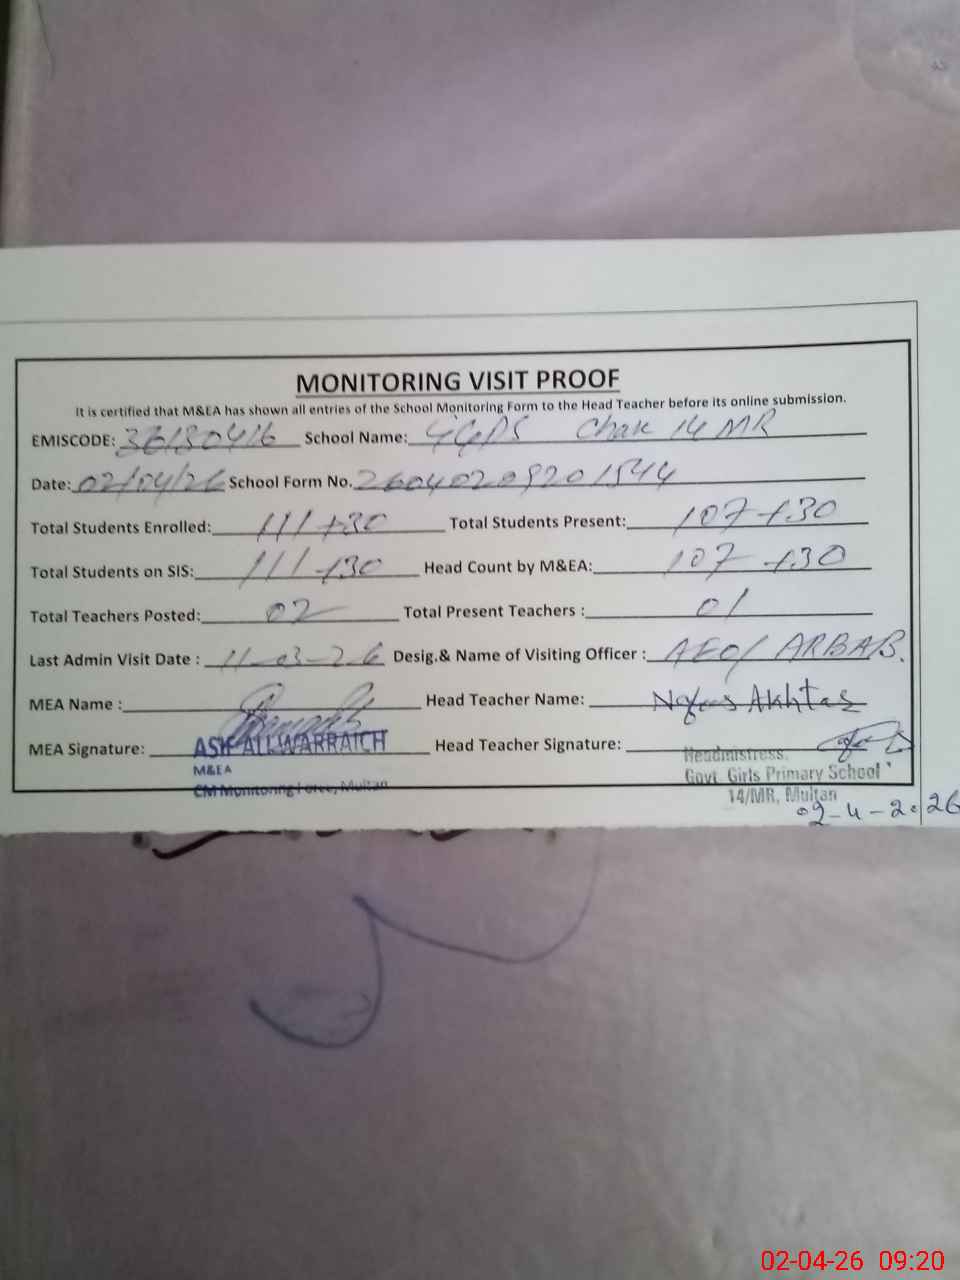 MONITORING VISIT PROOF
It is certified that M&EA has shown all entries of the School Monitoring Form to the Head Teacher before its online submission.
EMISCODE: 36130416 School Name: GGPS Chak 14 MR
Date: 02/04/26 School Form No. 26040209201544
Total Students Enrolled: 111+30 Total Students Present: 107+30
Total Students on SIS: 111+30 Head Count by M&EA: 107+30
Total Teachers Posted: 02 Total Present Teachers : 01
Last Admin Visit Date : 11-03-26 Desig.& Name of Visiting Officer : AEO/ ARBAB.
MEA Name : Head Teacher Name: Akhtar
MEA Signature: Head Teacher Signature:
ASIF ALI WARRAICH
M&EA
CM Monitoring Force, Multan
Headmistress.
Govt. Girls Primary School
14/MR, Multan
02-4-2026
02-04-26 09:20